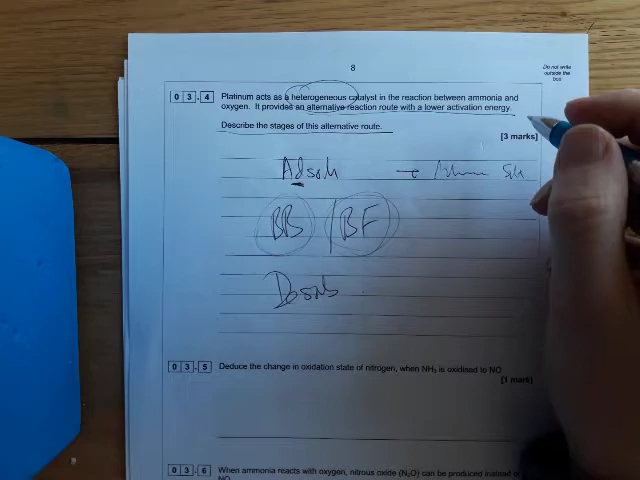 8
Do not write
outside the
box
0 3 . 4 Platinum acts as a heterogeneous catalyst in the reaction between ammonia and
oxygen. It provides an alternative reaction route with a lower activation energy.
Describe the stages of this alternative route.
[3 marks]
Adsorb →
BB / BF
Desorb
0 3 . 5 Deduce the change in oxidation state of nitrogen, when NH₃ is oxidised to NO
[1 mark]
0 3 . 6 When ammonia reacts with oxygen, nitrous oxide (N₂O) can be produced instead of
NO.